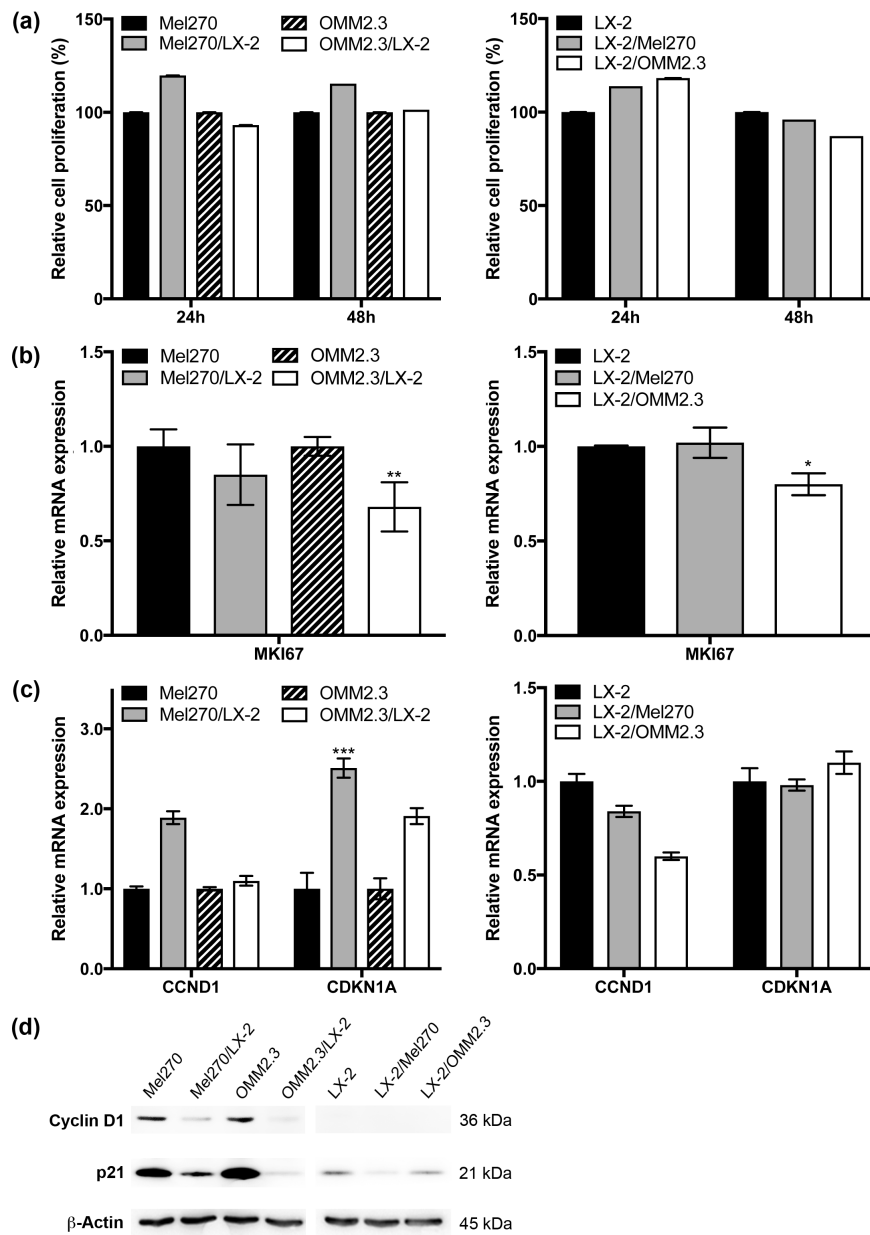 (a)
Relative cell proliferation (%)
150
100
50
0
Mel270
Mel270/LX-2
OMM2.3
OMM2.3/LX-2
24h
48h
Relative cell proliferation (%)
150
100
50
0
LX-2
LX-2/Mel270
LX-2/OMM2.3
24h
48h
(b)
Relative mRNA expression
1.5
1.0
0.5
0.0
Mel270
Mel270/LX-2
OMM2.3
OMM2.3/LX-2
**
MKI67
Relative mRNA expression
1.5
1.0
0.5
0.0
LX-2
LX-2/Mel270
LX-2/OMM2.3
*
MKI67
(c)
Relative mRNA expression
3.0
2.0
1.0
0.0
Mel270
Mel270/LX-2
OMM2.3
OMM2.3/LX-2
***
CCND1
CDKN1A
Relative mRNA expression
1.5
1.0
0.5
0.0
LX-2
LX-2/Mel270
LX-2/OMM2.3
CCND1
CDKN1A
(d)
Mel270
Mel270/LX-2
OMM2.3
OMM2.3/LX-2
LX-2
LX-2/Mel270
LX-2/OMM2.3
Cyclin D1
36 kDa
p21
21 kDa
β-Actin
45 kDa